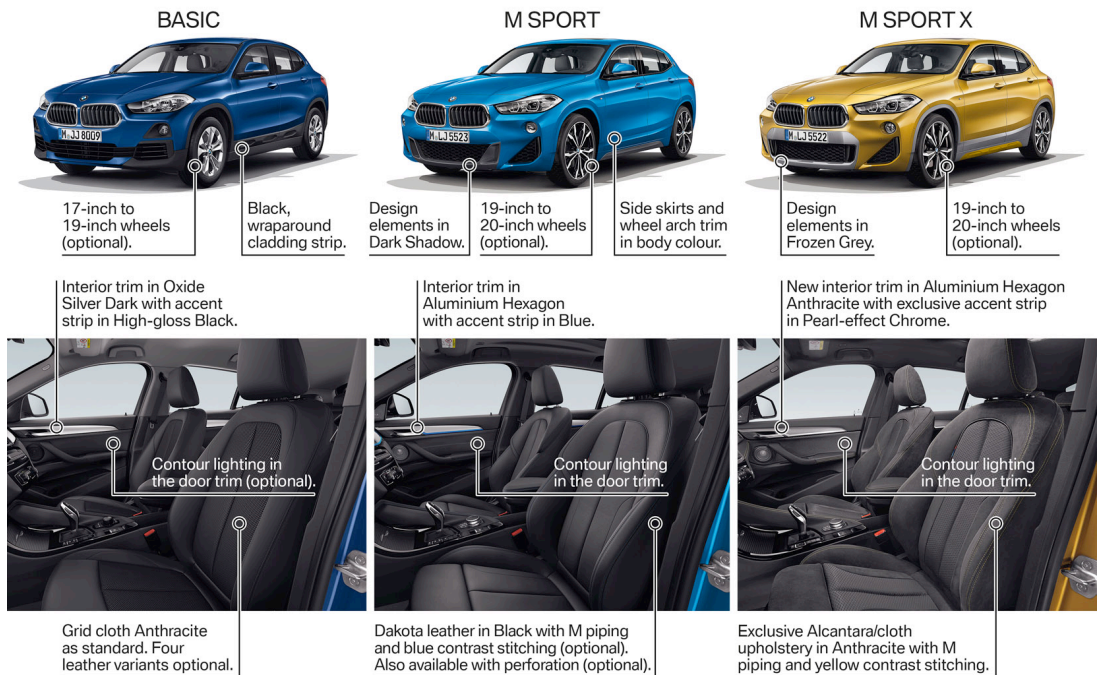 BASIC
M SPORT
M SPORT X
M JJ 8009
M LJ 5523
M LJ 5522
17-inch to
19-inch wheels
(optional).
Black,
wraparound
cladding strip.
Design
elements in
Dark Shadow.
19-inch to
20-inch wheels
(optional).
Side skirts and
wheel arch trim
in body colour.
Design
elements in
Frozen Grey.
19-inch to
20-inch wheels
(optional).
Interior trim in Oxide
Silver Dark with accent
strip in High-gloss Black.
Interior trim in
Aluminium Hexagon
with accent strip in Blue.
New interior trim in Aluminium Hexagon
Anthracite with exclusive accent strip
in Pearl-effect Chrome.
Contour lighting in
the door trim (optional).
Contour lighting
in the door trim.
Contour lighting
in the door trim.
Grid cloth Anthracite
as standard. Four
leather variants optional.
Dakota leather in Black with M piping
and blue contrast stitching (optional).
Also available with perforation (optional).
Exclusive Alcantara/cloth
upholstery in Anthracite with M
piping and yellow contrast stitching.